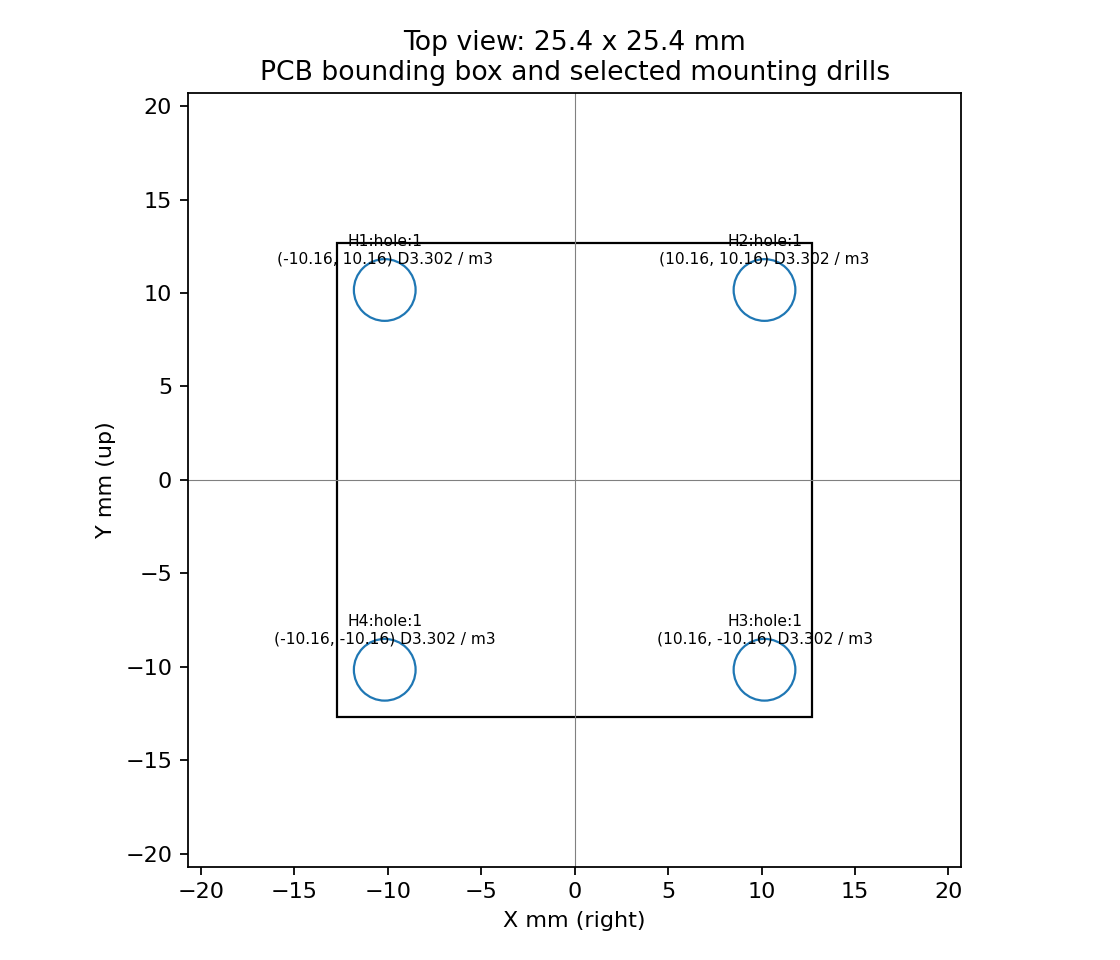 Top view: 25.4 x 25.4 mm
PCB bounding box and selected mounting drills
20
15
10
5
0
−5
−10
−15
−20
Y mm (up)
H1:hole:1
(-10.16, 10.16) D3.302 / m3
H2:hole:1
(10.16, 10.16) D3.302 / m3
H4:hole:1
(-10.16, -10.16) D3.302 / m3
H3:hole:1
(10.16, -10.16) D3.302 / m3
−20 −15 −10 −5 0 5 10 15 20
X mm (right)